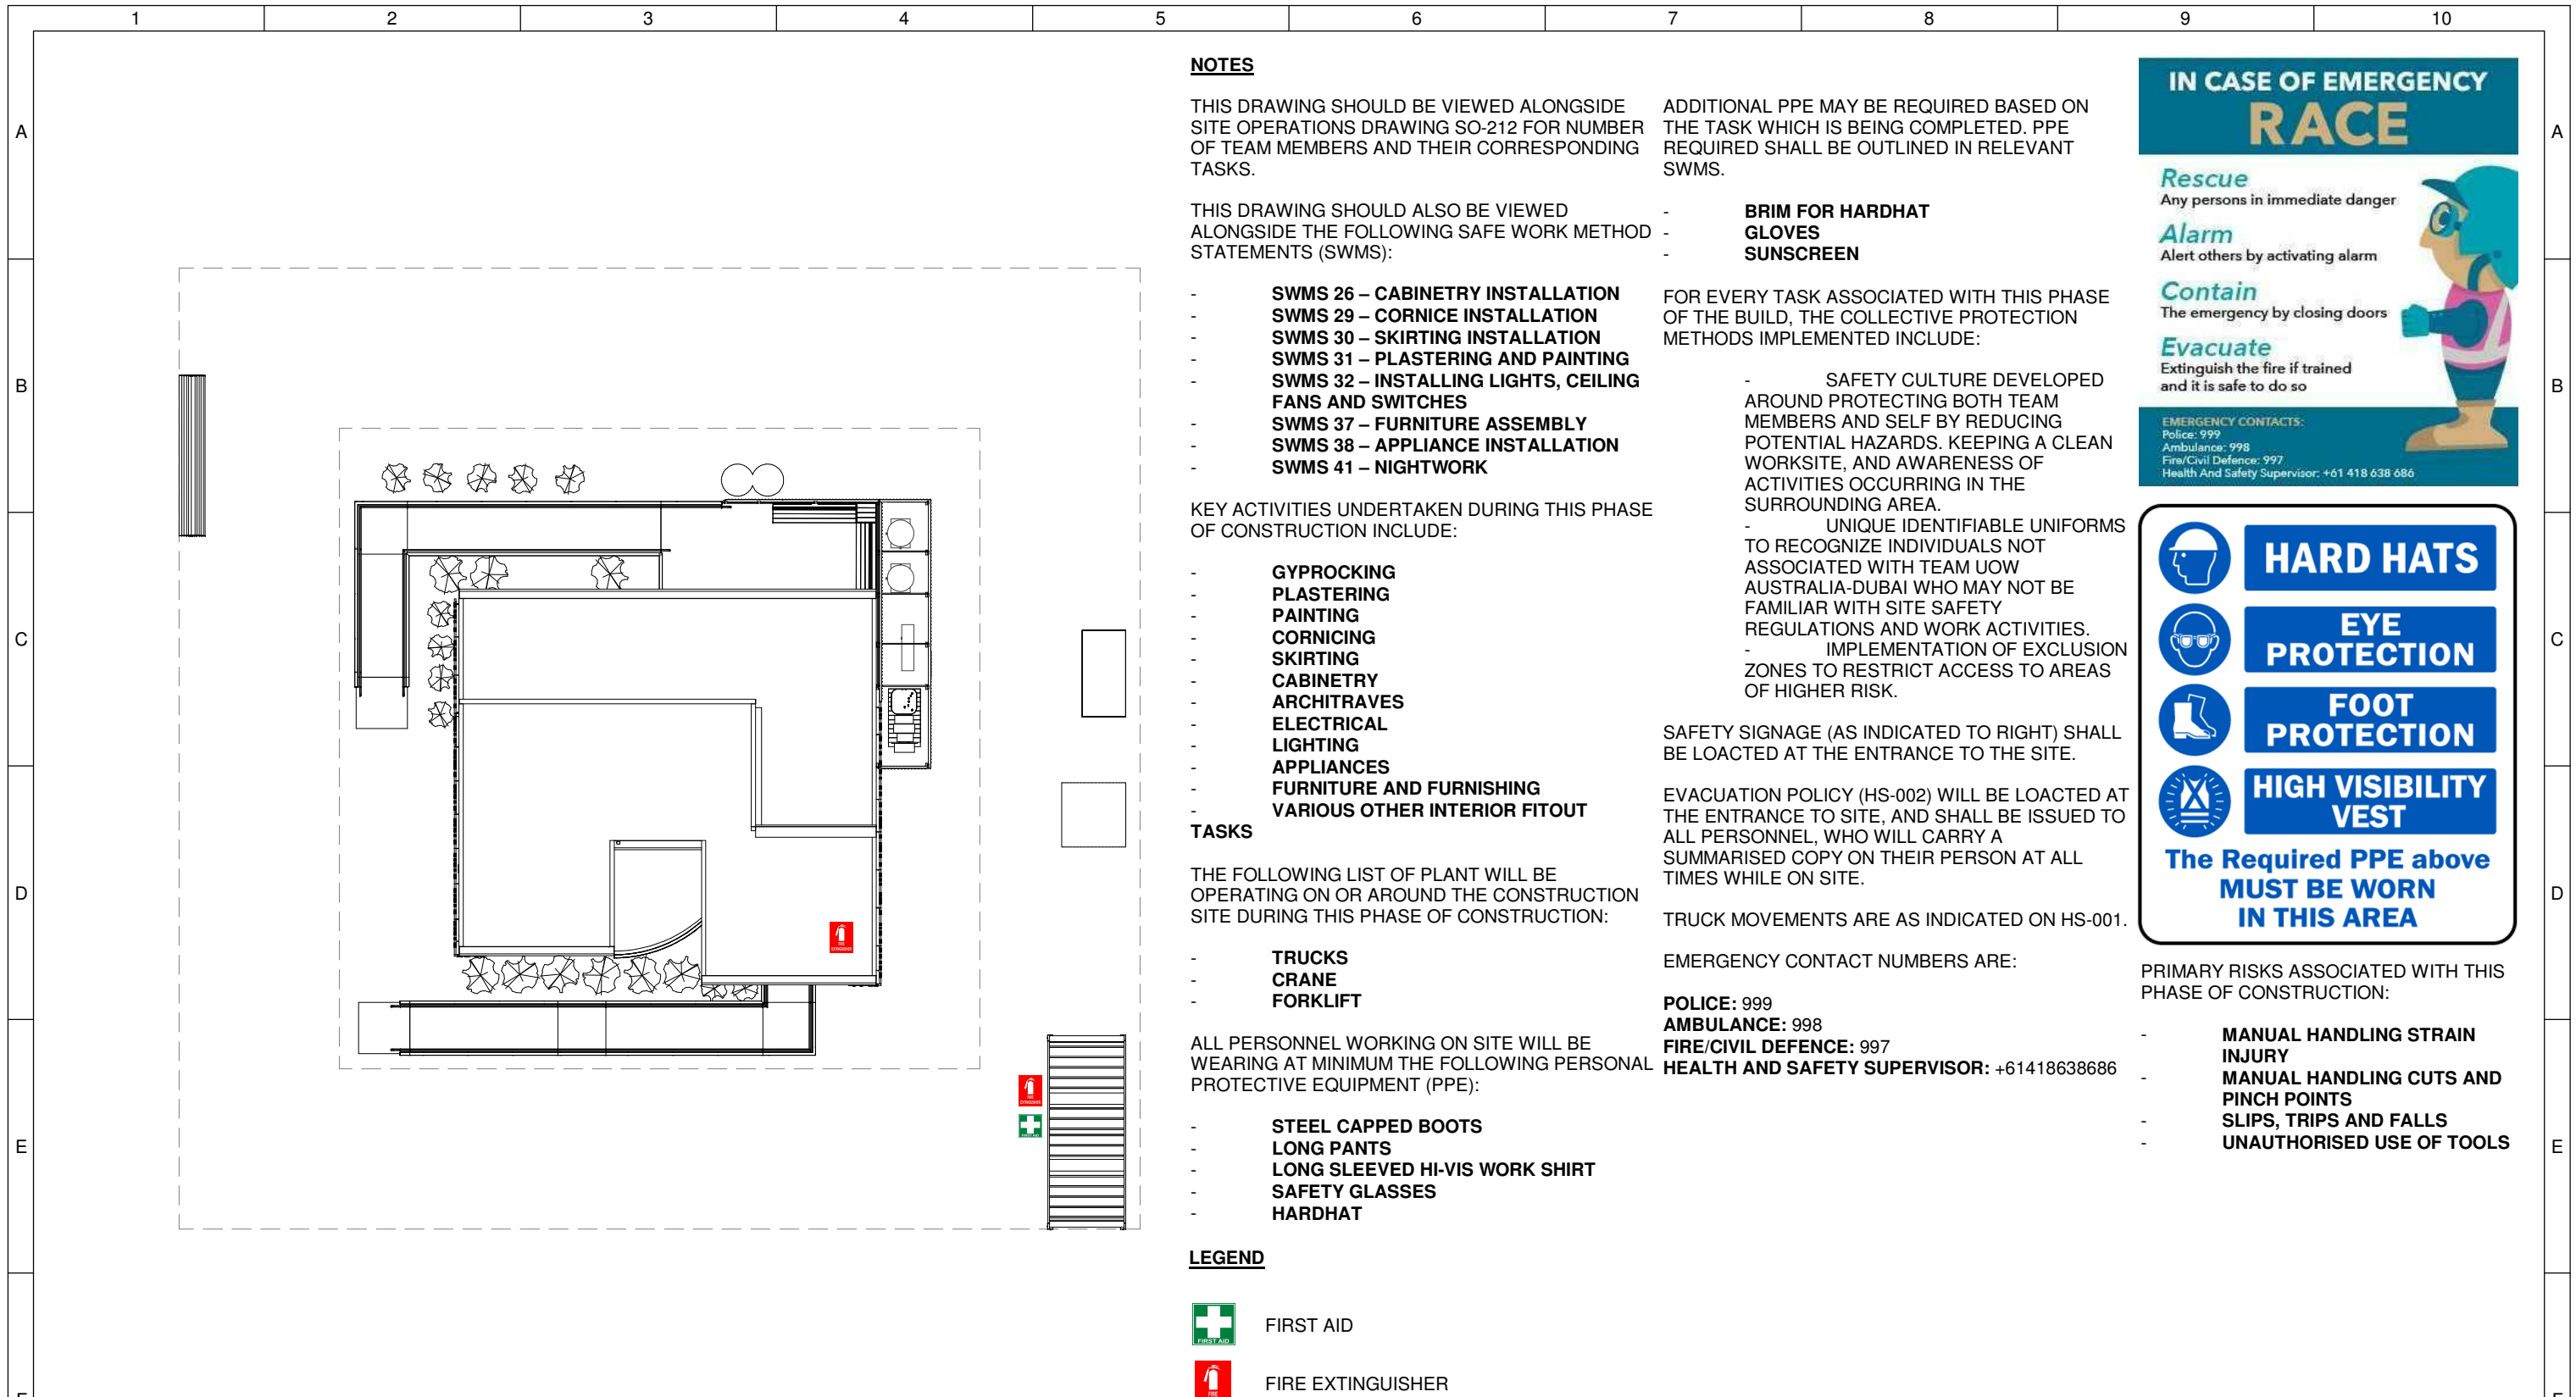 1 2 3 4 5 6 7 8 9 10
A
B
C
D
E
A
B
C
D
E
NOTES
THIS DRAWING SHOULD BE VIEWED ALONGSIDE
SITE OPERATIONS DRAWING SO-212 FOR NUMBER
OF TEAM MEMBERS AND THEIR CORRESPONDING
TASKS.
THIS DRAWING SHOULD ALSO BE VIEWED
ALONGSIDE THE FOLLOWING SAFE WORK METHOD
STATEMENTS (SWMS):
- SWMS 26 – CABINETRY INSTALLATION
- SWMS 29 – CORNICE INSTALLATION
- SWMS 30 – SKIRTING INSTALLATION
- SWMS 31 – PLASTERING AND PAINTING
- SWMS 32 – INSTALLING LIGHTS, CEILING
FANS AND SWITCHES
- SWMS 37 – FURNITURE ASSEMBLY
- SWMS 38 – APPLIANCE INSTALLATION
- SWMS 41 – NIGHTWORK
KEY ACTIVITIES UNDERTAKEN DURING THIS PHASE
OF CONSTRUCTION INCLUDE:
- GYPROCKING
- PLASTERING
- PAINTING
- CORNICING
- SKIRTING
- CABINETRY
- ARCHITRAVES
- ELECTRICAL
- LIGHTING
- APPLIANCES
- FURNITURE AND FURNISHING
- VARIOUS OTHER INTERIOR FITOUT
TASKS
THE FOLLOWING LIST OF PLANT WILL BE
OPERATING ON OR AROUND THE CONSTRUCTION
SITE DURING THIS PHASE OF CONSTRUCTION:
- TRUCKS
- CRANE
- FORKLIFT
ALL PERSONNEL WORKING ON SITE WILL BE
WEARING AT MINIMUM THE FOLLOWING PERSONAL
PROTECTIVE EQUIPMENT (PPE):
- STEEL CAPPED BOOTS
- LONG PANTS
- LONG SLEEVED HI-VIS WORK SHIRT
- SAFETY GLASSES
- HARDHAT
LEGEND
FIRST AID
FIRST AID
FIRE
FIRE EXTINGUISHER
ADDITIONAL PPE MAY BE REQUIRED BASED ON
THE TASK WHICH IS BEING COMPLETED. PPE
REQUIRED SHALL BE OUTLINED IN RELEVANT
SWMS.
- BRIM FOR HARDHAT
- GLOVES
- SUNSCREEN
FOR EVERY TASK ASSOCIATED WITH THIS PHASE
OF THE BUILD, THE COLLECTIVE PROTECTION
METHODS IMPLEMENTED INCLUDE:
- SAFETY CULTURE DEVELOPED
AROUND PROTECTING BOTH TEAM
MEMBERS AND SELF BY REDUCING
POTENTIAL HAZARDS. KEEPING A CLEAN
WORKSITE, AND AWARENESS OF
ACTIVITIES OCCURRING IN THE
SURROUNDING AREA.
- UNIQUE IDENTIFIABLE UNIFORMS
TO RECOGNIZE INDIVIDUALS NOT
ASSOCIATED WITH TEAM UOW
AUSTRALIA-DUBAI WHO MAY NOT BE
FAMILIAR WITH SITE SAFETY
REGULATIONS AND WORK ACTIVITIES.
- IMPLEMENTATION OF EXCLUSION
ZONES TO RESTRICT ACCESS TO AREAS
OF HIGHER RISK.
SAFETY SIGNAGE (AS INDICATED TO RIGHT) SHALL
BE LOACTED AT THE ENTRANCE TO THE SITE.
EVACUATION POLICY (HS-002) WILL BE LOACTED AT
THE ENTRANCE TO SITE, AND SHALL BE ISSUED TO
ALL PERSONNEL, WHO WILL CARRY A
SUMMARISED COPY ON THEIR PERSON AT ALL
TIMES WHILE ON SITE.
TRUCK MOVEMENTS ARE AS INDICATED ON HS-001.
EMERGENCY CONTACT NUMBERS ARE:
POLICE: 999
AMBULANCE: 998
FIRE/CIVIL DEFENCE: 997
HEALTH AND SAFETY SUPERVISOR: +61418638686
IN CASE OF EMERGENCY
RACE
Rescue
Any persons in immediate danger
Alarm
Alert others by activating alarm
Contain
The emergency by closing doors
Evacuate
Extinguish the fire if trained
and it is safe to do so
EMERGENCY CONTACTS:
Police: 999
Ambulance: 998
Fire/Civil Defence: 997
Health And Safety Supervisor: +61 418 638 686
HARD HATS
EYE
PROTECTION
FOOT
PROTECTION
HIGH VISIBILITY
VEST
The Required PPE above
MUST BE WORN
IN THIS AREA
PRIMARY RISKS ASSOCIATED WITH THIS
PHASE OF CONSTRUCTION:
- MANUAL HANDLING STRAIN
INJURY
- MANUAL HANDLING CUTS AND
PINCH POINTS
- SLIPS, TRIPS AND FALLS
- UNAUTHORISED USE OF TOOLS